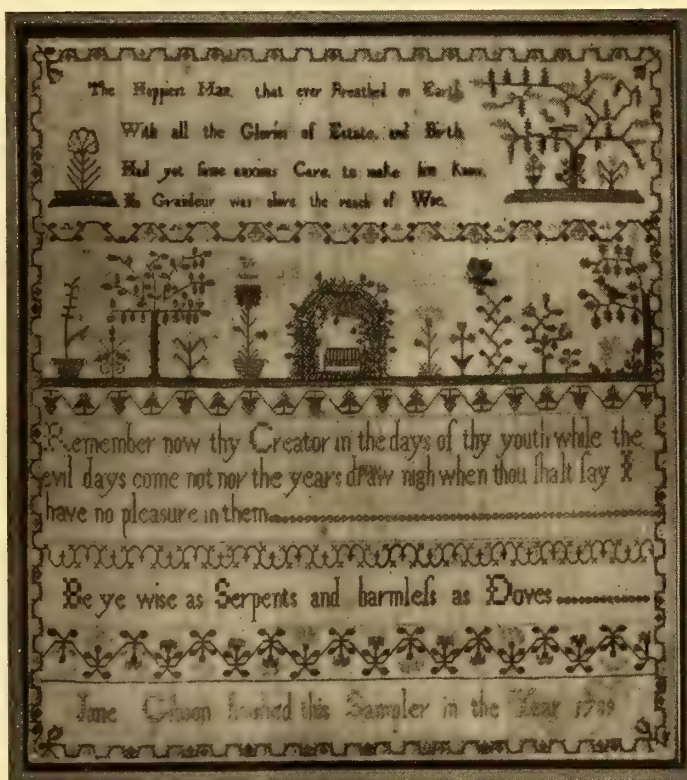 The Happiest Man, that ever Breathed on Earth,
With all the Glories of Estate, and Birth,
Had yet some anxious Care, to make him know,
No Grandeur was above the reach of Woe.
Remember now thy Creator in the days of thy youth while the
evil days come not nor the years draw nigh when thou ſhalt ſay I
have no pleasure in them
Be ye wise as Serpents and harmleſs as Doves
Jane finished this Sampler in the Year